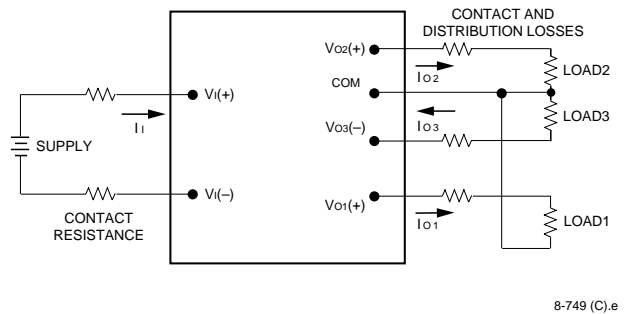 CONTACT AND
DISTRIBUTION LOSSES
VO2(+)
IO2
LOAD2
COM
VI(+)
II
IO3
LOAD3
SUPPLY
VO3(–)
VI(–)
VO1(+)
IO1
LOAD1
CONTACT
RESISTANCE
8-749 (C).e